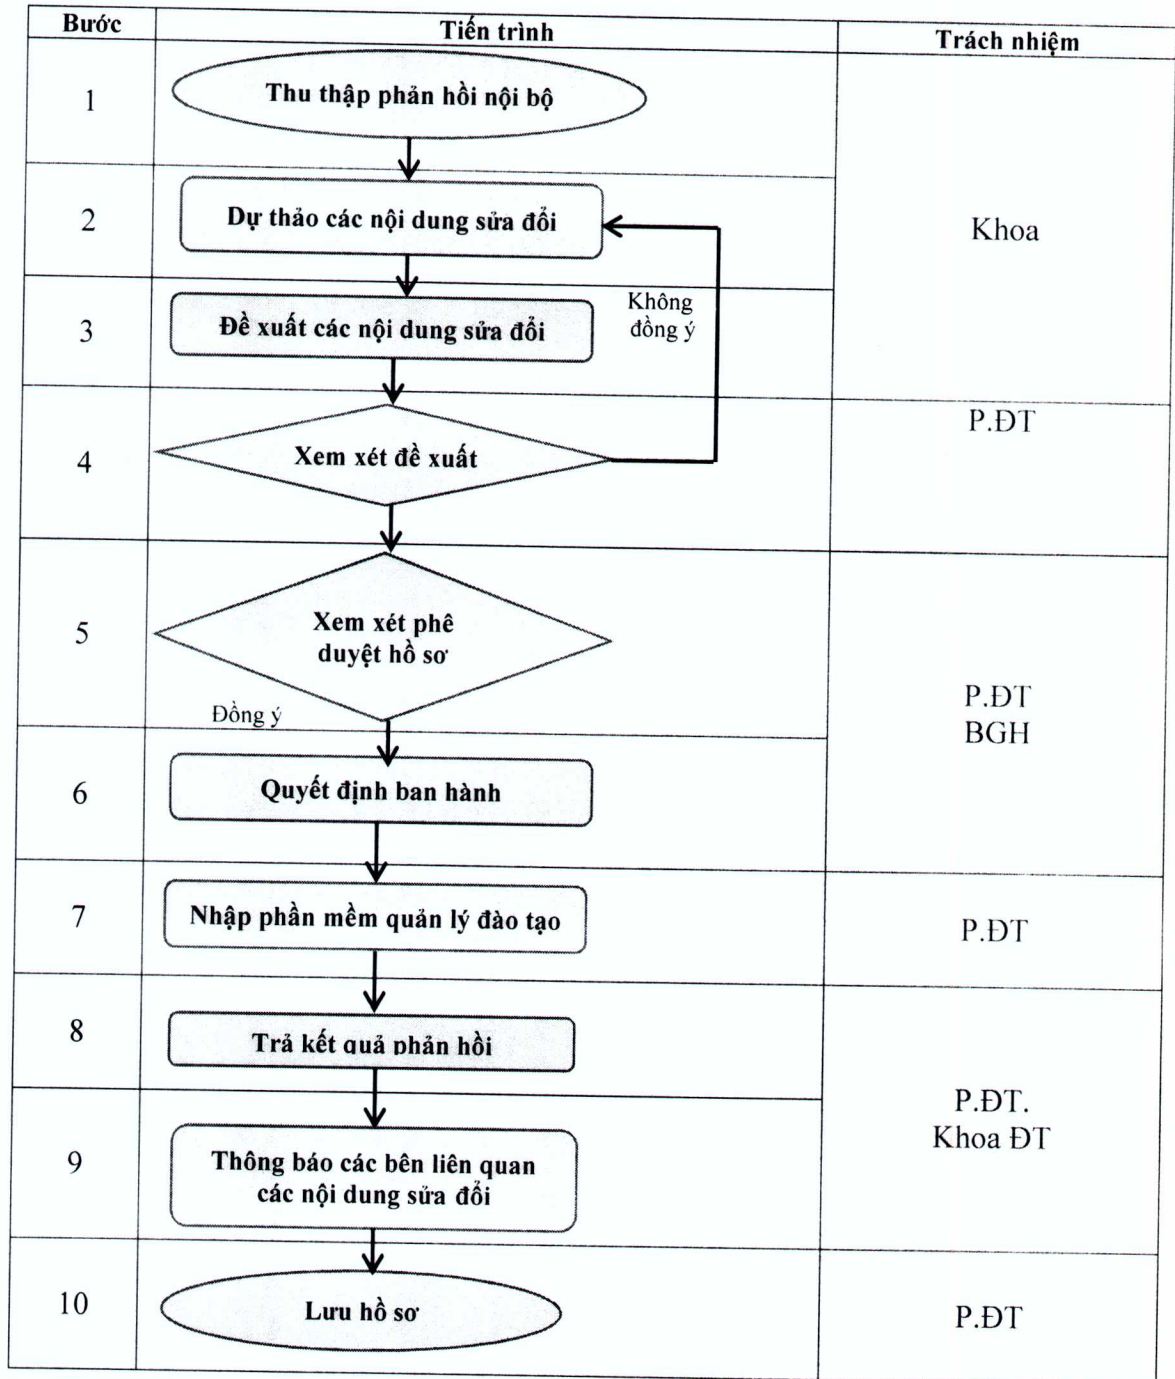 Bước
Tiến trình
Trách nhiệm
1
Thu thập phản hồi nội bộ
2
Dự thảo các nội dung sửa đổi
Khoa
3
Đề xuất các nội dung sửa đổi
Không
đồng ý
4
Xem xét đề xuất
P.ĐT
5
Xem xét phê
duyệt hồ sơ
Đồng ý
P.ĐT
BGH
6
Quyết định ban hành
7
Nhập phần mềm quản lý đào tạo
P.ĐT
8
Trả kết quả phản hồi
P.ĐT.
Khoa ĐT
9
Thông báo các bên liên quan
các nội dung sửa đổi
10
Lưu hồ sơ
P.ĐT